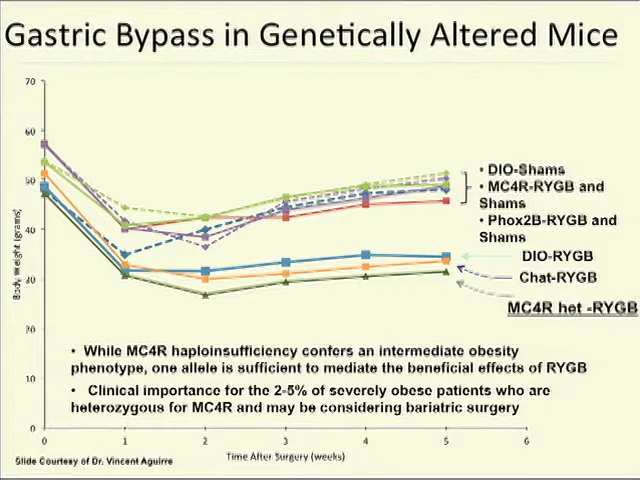 Gastric Bypass in Genetically Altered Mice
70
60
50
40
30
20
10
0
Body weight (grams)
• DIO-Shams
• MC4R-RYGB and
Shams
• Phox2B-RYGB and
Shams
DIO-RYGB
Chat-RYGB
MC4R het -RYGB
• While MC4R haploinsufficiency confers an intermediate obesity
phenotype, one allele is sufficient to mediate the beneficial effects of RYGB
• Clinical importance for the 2-5% of severely obese patients who are
heterozygous for MC4R and may be considering bariatric surgery
0 1 2 3 4 5 6
Time After Surgery (weeks)
Slide Courtesy of Dr. Vincent Aguirre